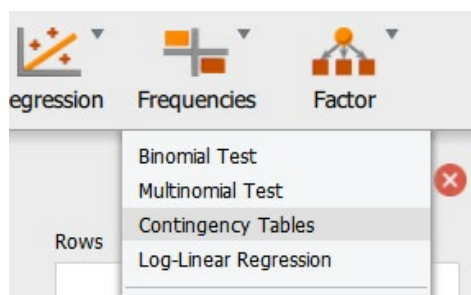 egression Frequencies Factor
Binomial Test
Multinomial Test
Contingency Tables
Rows
Log-Linear Regression